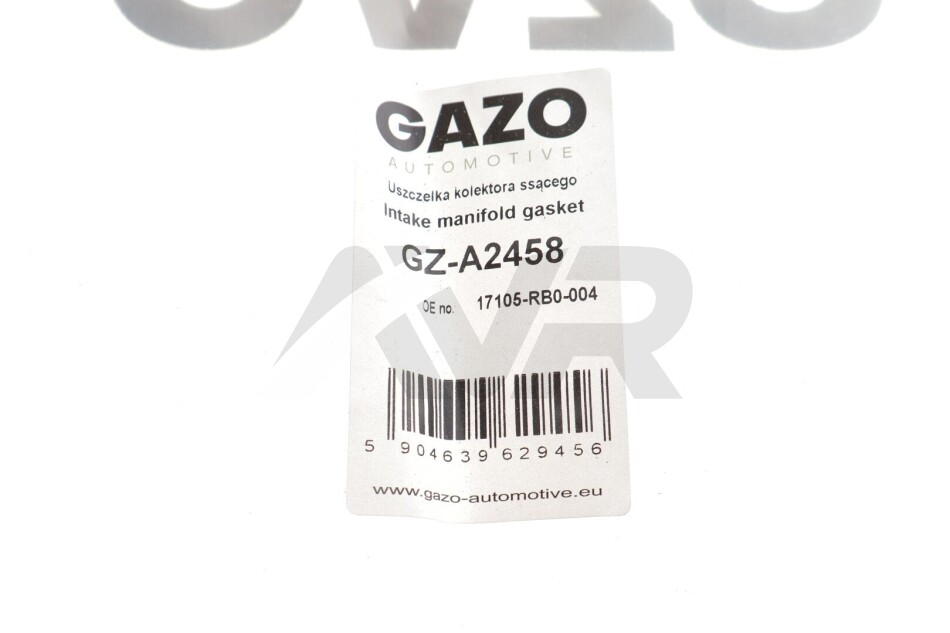 GAZO
AUTOMOTIVE
Uszczelka kolektora ssącego
Intake manifold gasket
GZ-A2458
OE no. 17105-RB0-004
5 904639 629456
www.gazo-automotive.eu